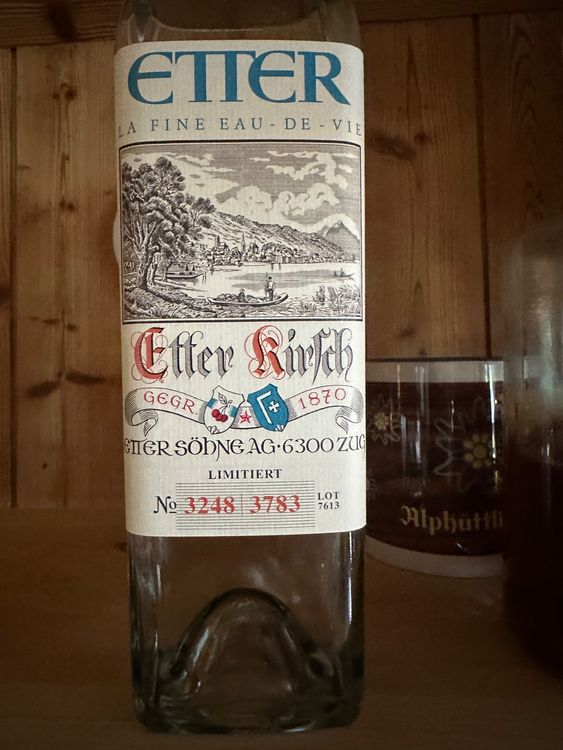 ETTER
LA FINE EAU-DE-VIE
Etter Kirsch
GEGR. 1870
ETTER SÖHNE AG · 6300 ZUG
LIMITIERT
No 3248 | 3783 LOT 7613
Alphüttli